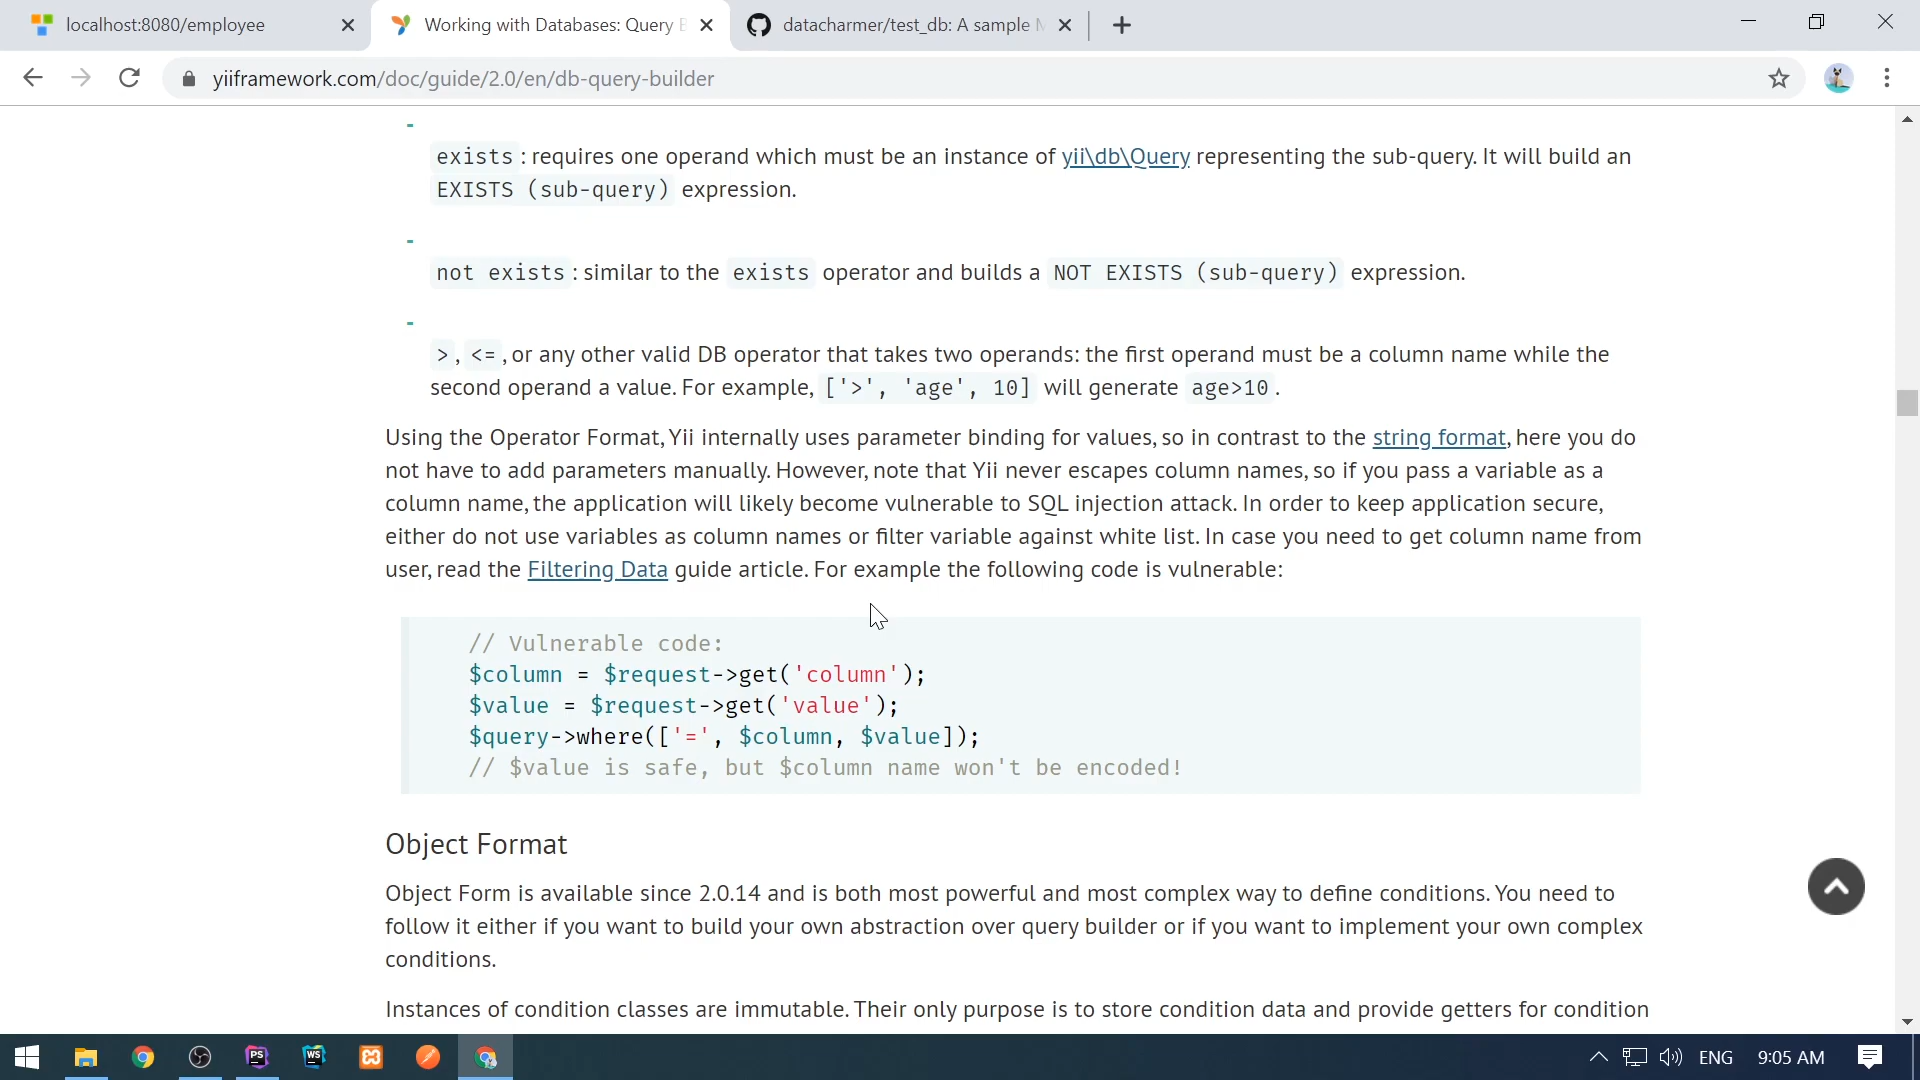 localhost:8080/employee
Working with Databases: Query B
datacharmer/test_db: A sample M
yiiframework.com/doc/guide/2.0/en/db-query-builder
-
exists : requires one operand which must be an instance of yii\db\Query representing the sub-query. It will build an
EXISTS (sub-query) expression.
-
not exists : similar to the exists operator and builds a NOT EXISTS (sub-query) expression.
-
>, <= , or any other valid DB operator that takes two operands: the first operand must be a column name while the
second operand a value. For example, ['>', 'age', 10] will generate age>10 .
Using the Operator Format, Yii internally uses parameter binding for values, so in contrast to the string format, here you do
not have to add parameters manually. However, note that Yii never escapes column names, so if you pass a variable as a
column name, the application will likely become vulnerable to SQL injection attack. In order to keep application secure,
either do not use variables as column names or filter variable against white list. In case you need to get column name from
user, read the Filtering Data guide article. For example the following code is vulnerable:
// Vulnerable code:
$column = $request->get('column');
$value = $request->get('value');
$query->where(['=', $column, $value]);
// $value is safe, but $column name won't be encoded!
Object Format
Object Form is available since 2.0.14 and is both most powerful and most complex way to define conditions. You need to
follow it either if you want to build your own abstraction over query builder or if you want to implement your own complex
conditions.
Instances of condition classes are immutable. Their only purpose is to store condition data and provide getters for condition
PS
WS
ENG
9:05 AM